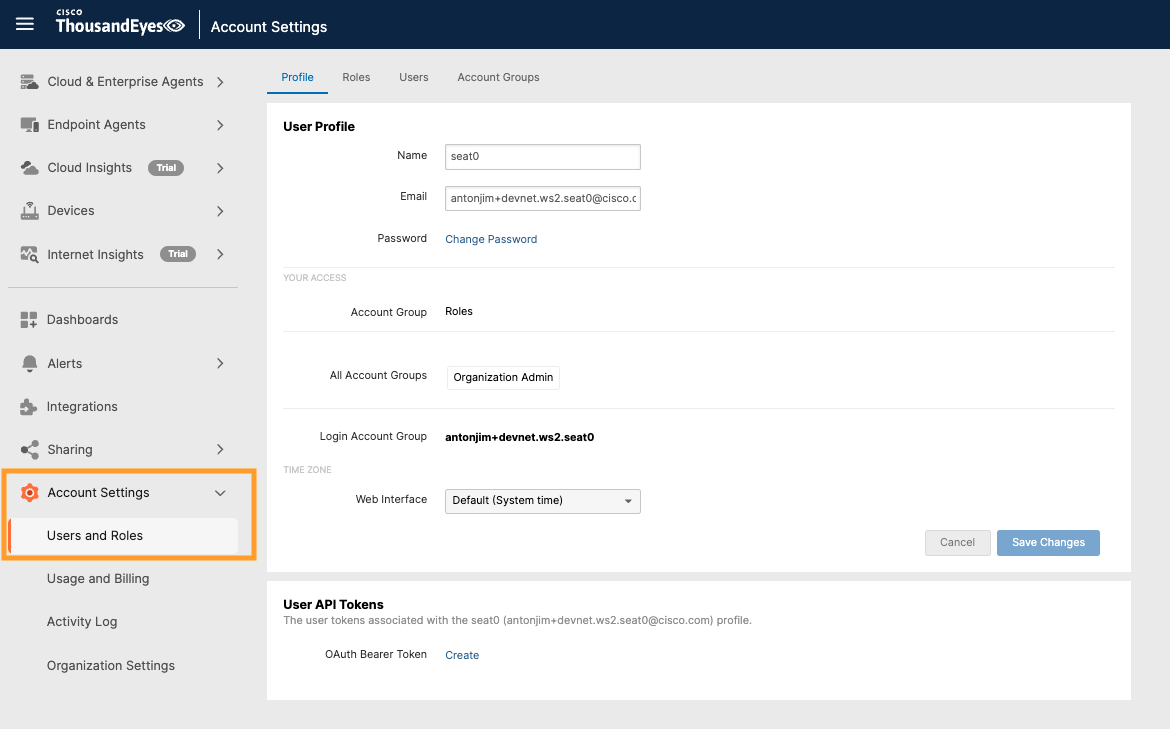 CISCO
ThousandEyes
Account Settings
Cloud & Enterprise Agents
Endpoint Agents
Cloud Insights Trial
Devices
Internet Insights Trial
Dashboards
Alerts
Integrations
Sharing
Account Settings
Users and Roles
Usage and Billing
Activity Log
Organization Settings
Profile Roles Users Account Groups
User Profile
Name seat0
Email antonjim+devnet.ws2.seat0@cisco.c
Password Change Password
YOUR ACCESS
Account Group Roles
All Account Groups Organization Admin
Login Account Group antonjim+devnet.ws2.seat0
TIME ZONE
Web Interface Default (System time)
Cancel Save Changes
User API Tokens
The user tokens associated with the seat0 (antonjim+devnet.ws2.seat0@cisco.com) profile.
OAuth Bearer Token Create